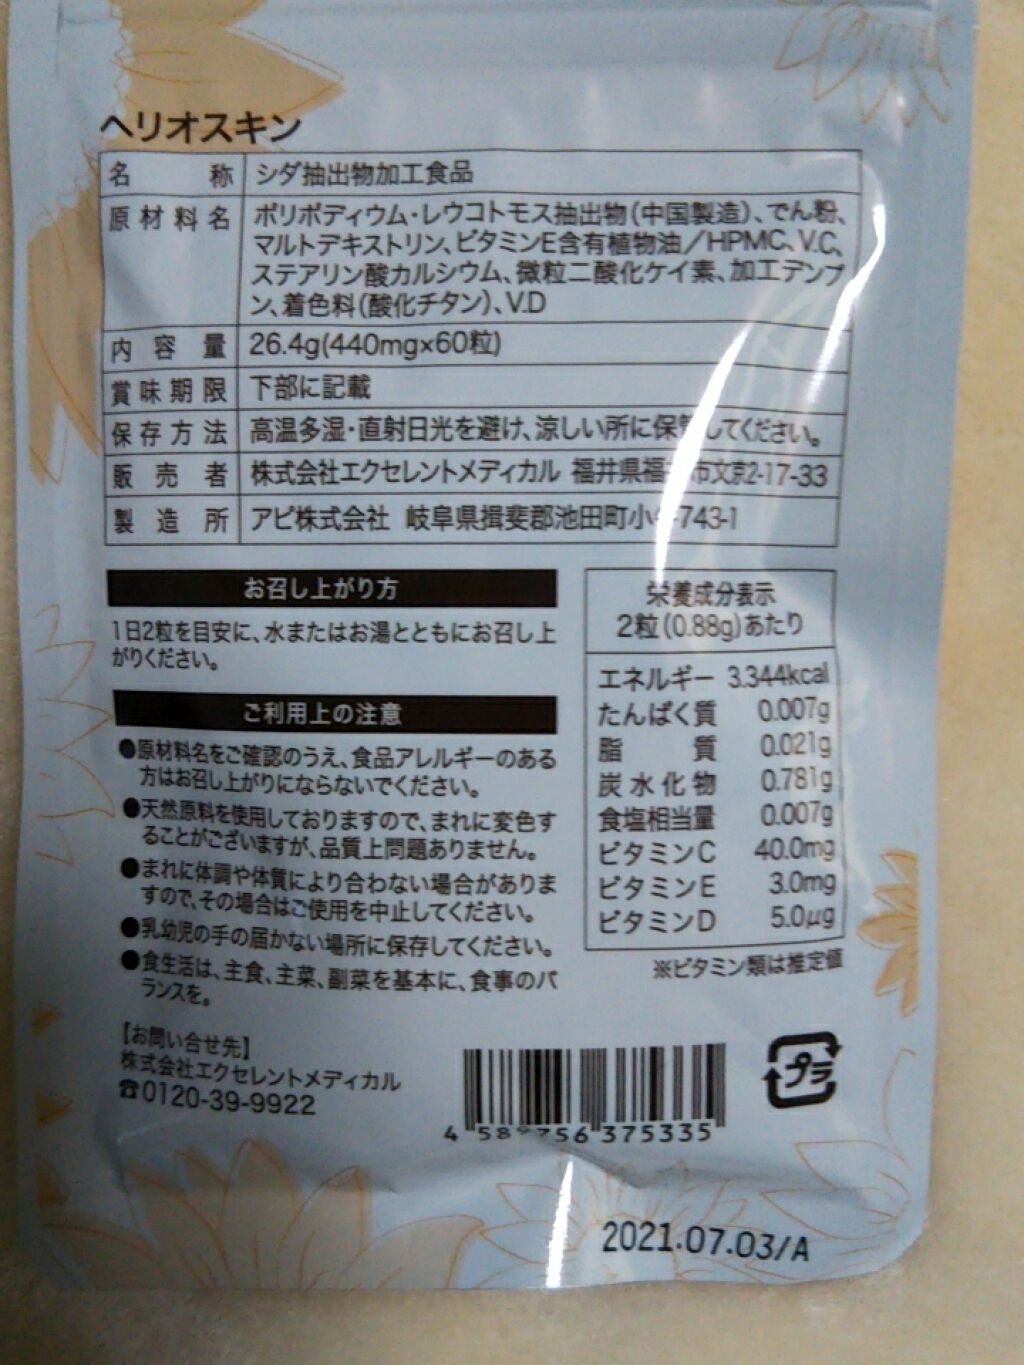 ヘリオスキン
名 称 シダ抽出物加工食品
原材料名 ポリポディウム・レウコトモス抽出物(中国製造)、でん粉、
マルトデキストリン、ビタミンE含有植物油/HPMC、V.C、
ステアリン酸カルシウム、微粒二酸化ケイ素、加工デンプ
ン、着色料(酸化チタン)、V.D
内容量 26.4g(440mg×60粒)
賞味期限 下部に記載
保存方法 高温多湿・直射日光を避け、涼しい所に保 してください。
販売者 株式会社エクセレントメディカル 福井県福 市文京2-17-33
製造所 アピ株式会社 岐阜県揖斐郡池田町小 743-1
お召し上がり方
1日2粒を目安に、水またはお湯とともにお召し上
がりください。
ご利用上の注意
●原材料名をご確認のうえ、食品アレルギーのある
方はお召し上がりにならないでください。
●天然原料を使用しておりますので、まれに変色す
ることがございますが、品質上問題ありません。
●まれに体調や体質により合わない場合がありま
すので、その場合はご使用を中止してください。
●乳幼児の手の届かない場所に保存してください。
●食生活は、主食、主菜、副菜を基本に、食事のバ
ランスを。
【お問い合せ先】
株式会社エクセレントメディカル
☎0120-39-9922
栄養成分表示
2粒(0.88g)あたり
エネルギー 3.344kcal
たんぱく質 0.007g
脂質 0.021g
炭水化物 0.781g
食塩相当量 0.007g
ビタミンC 40.0mg
ビタミンE 3.0mg
ビタミンD 5.0μg
※ビタミン類は推定値
プラ
4 58 756 375335
2021.07.03/A